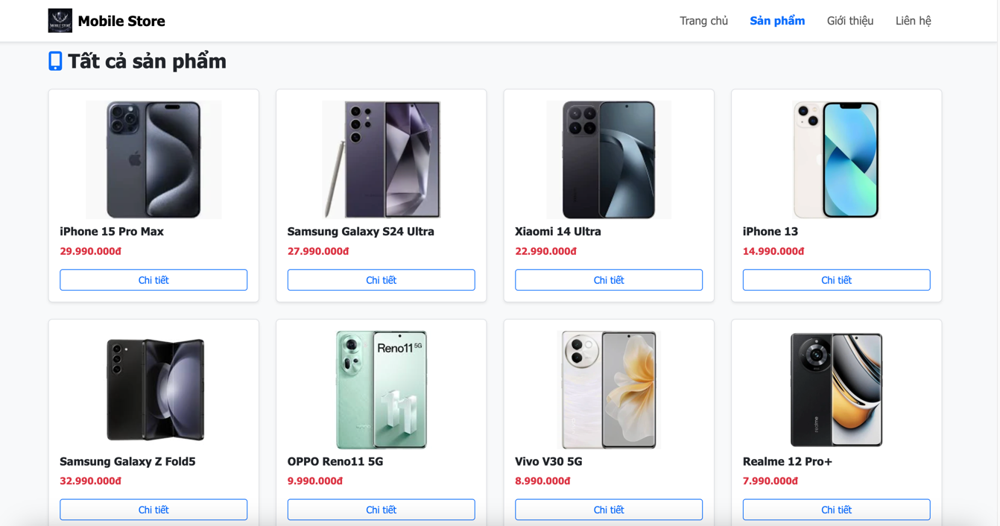 MOBILE STORE
Mobile Store
Trang chủ
Sản phẩm
Giới thiệu
Liên hệ
Tất cả sản phẩm
iPhone 15 Pro Max
29.990.000đ
Chi tiết
Samsung Galaxy S24 Ultra
27.990.000đ
Chi tiết
Xiaomi 14 Ultra
22.990.000đ
Chi tiết
iPhone 13
14.990.000đ
Chi tiết
Samsung Galaxy Z Fold5
32.990.000đ
Chi tiết
Reno11 5G
11
OPPO Reno11 5G
9.990.000đ
Chi tiết
Vivo V30 5G
8.990.000đ
Chi tiết
realme
Realme 12 Pro+
7.990.000đ
Chi tiết